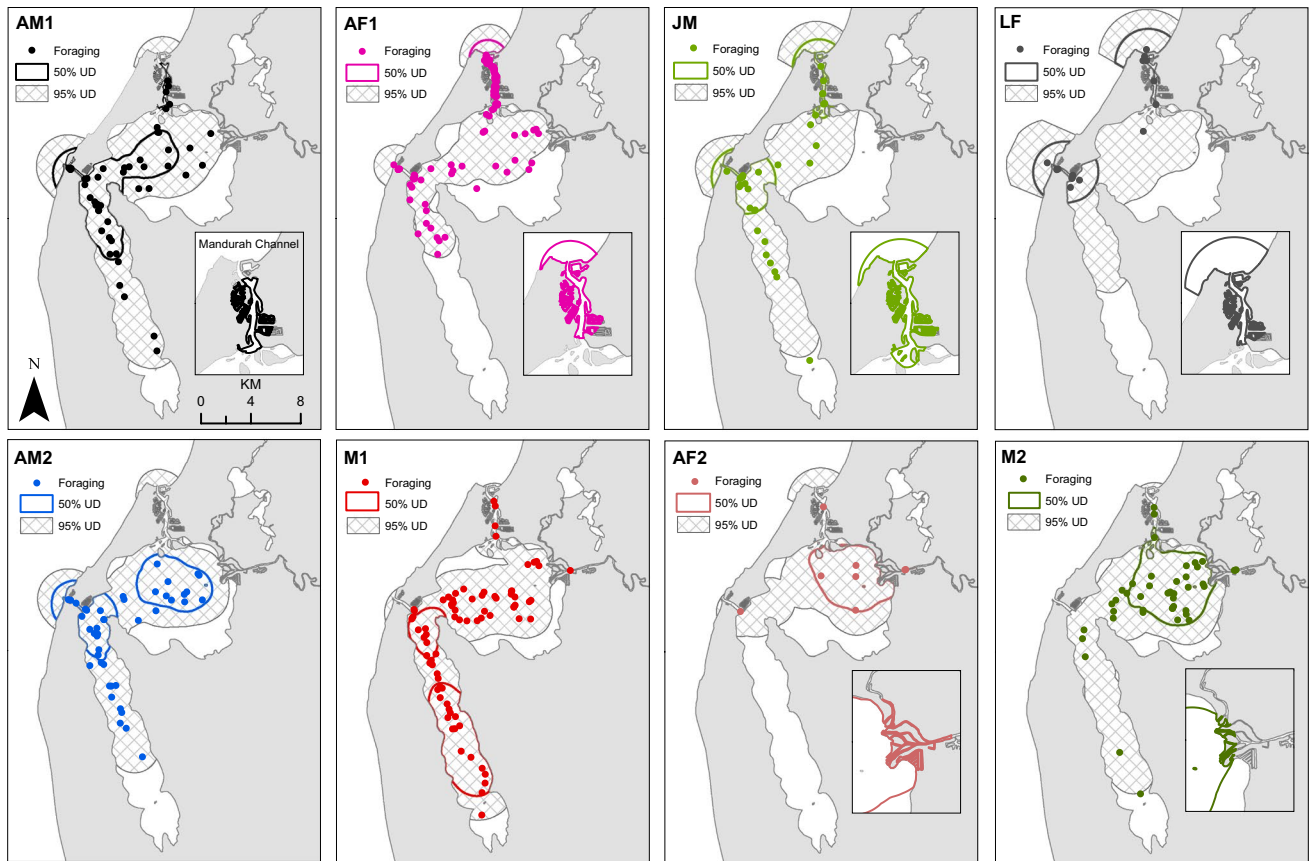 AM1
Foraging
50% UD
95% UD
Mandurah Channel
N
KM
0 4 8
AF1
Foraging
50% UD
95% UD
JM
Foraging
50% UD
95% UD
LF
Foraging
50% UD
95% UD
AM2
Foraging
50% UD
95% UD
M1
Foraging
50% UD
95% UD
AF2
Foraging
50% UD
95% UD
M2
Foraging
50% UD
95% UD